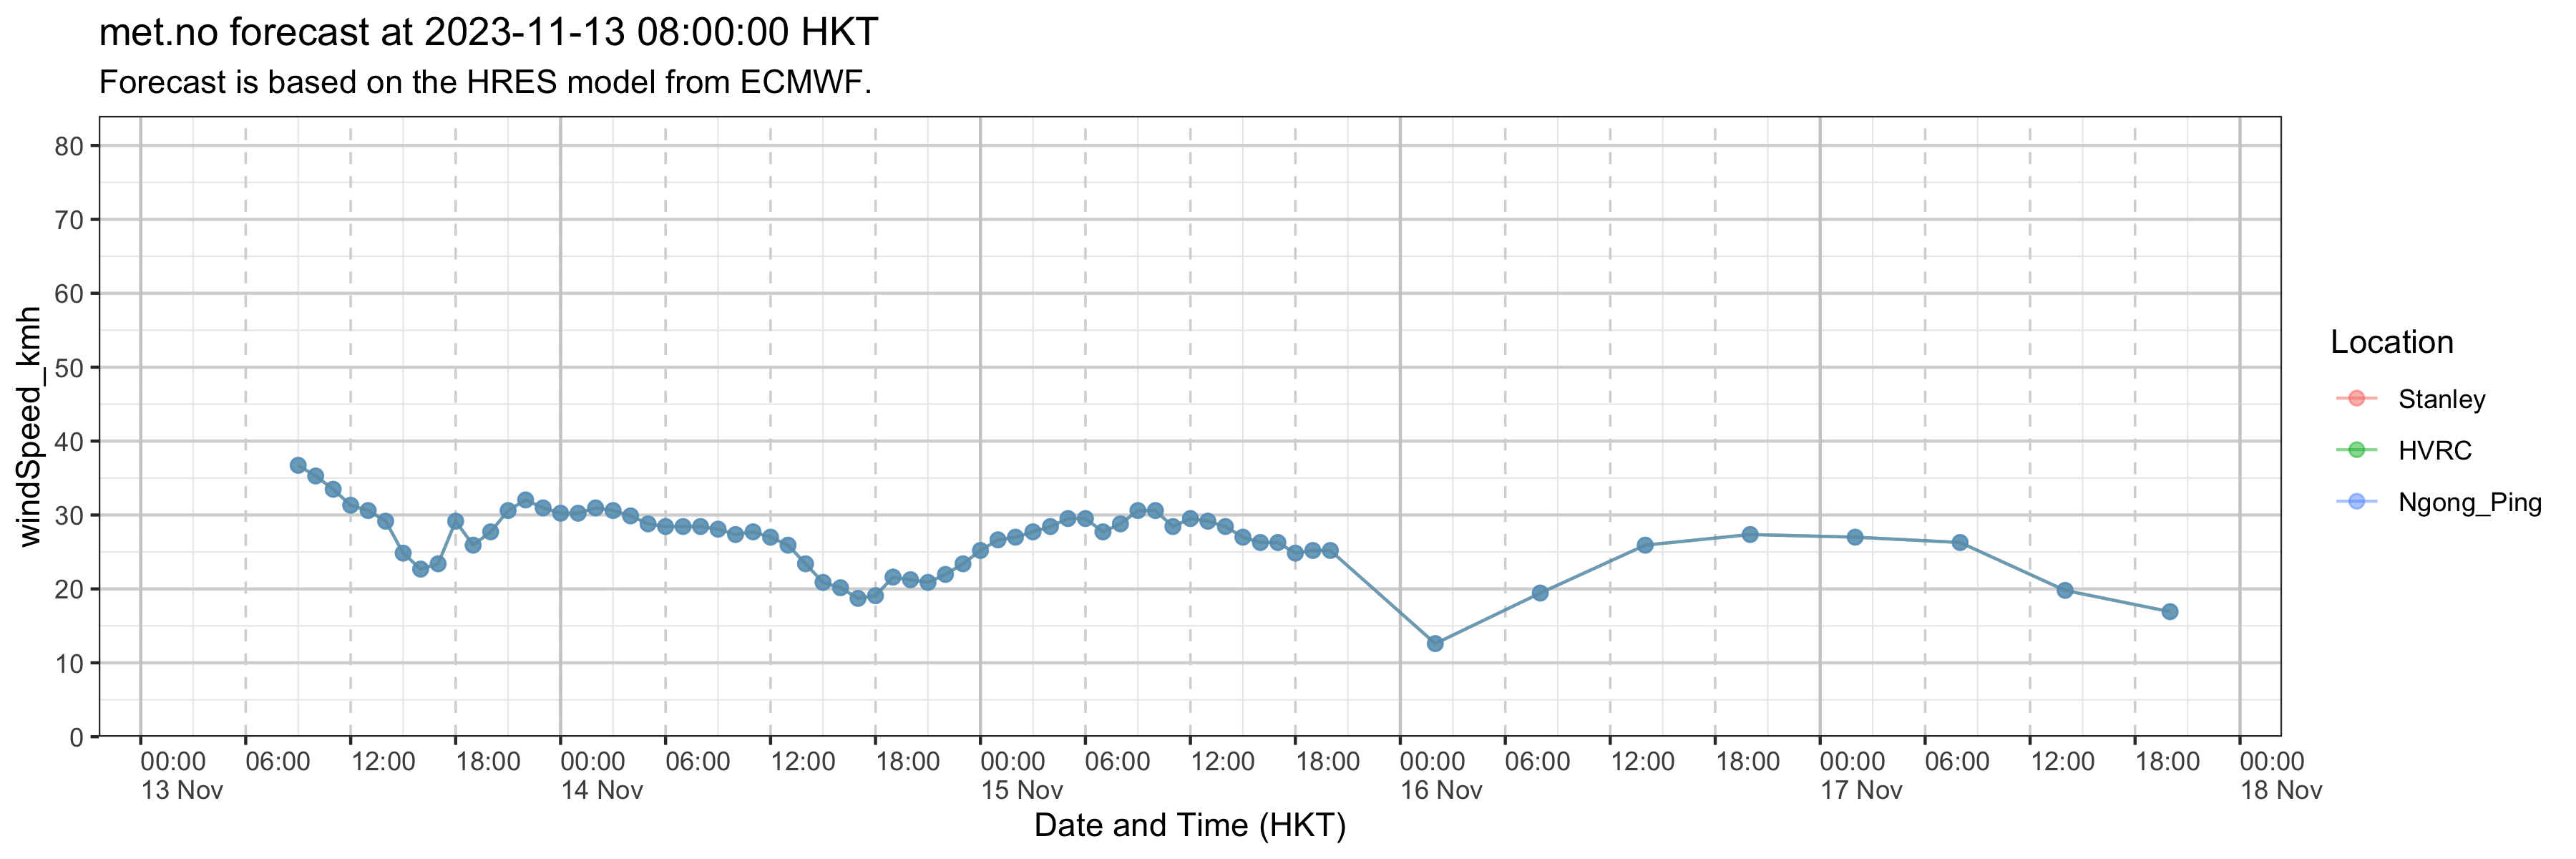 met.no forecast at 2023-11-13 08:00:00 HKT
Forecast is based on the HRES model from ECMWF.
windSpeed_kmh
80
70
60
50
40
30
20
10
0
00:00 06:00 12:00 18:00 00:00 06:00 12:00 18:00 00:00 06:00 12:00 18:00 00:00 06:00 12:00 18:00 00:00 06:00 12:00 18:00 00:00
13 Nov 14 Nov 15 Nov 16 Nov 17 Nov 18 Nov
Date and Time (HKT)
Location
Stanley
HVRC
Ngong_Ping